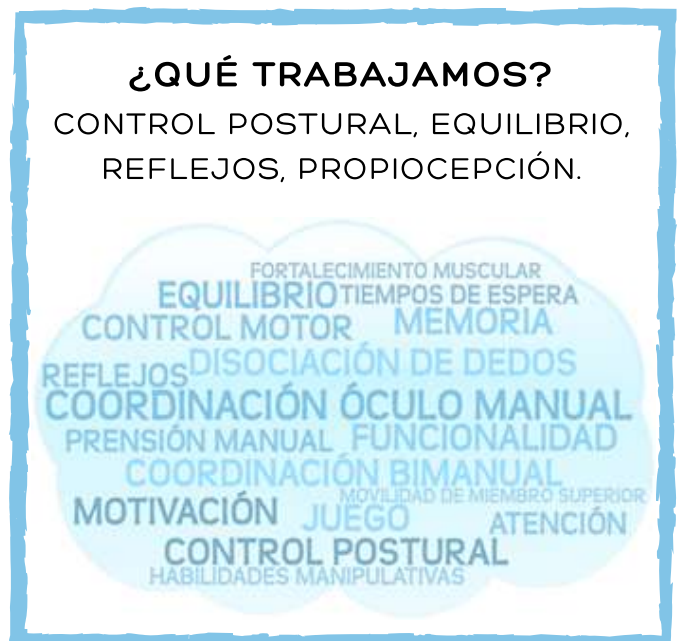 ¿QUÉ TRABAJAMOS?
CONTROL POSTURAL, EQUILIBRIO,
REFLEJOS, PROPIOCEPCIÓN.
FORTALECIMIENTO MUSCULAR
EQUILIBRIO TIEMPOS DE ESPERA
CONTROL MOTOR MEMORIA
REFLEJOS DISOCIACIÓN DE DEDOS
COORDINACIÓN ÓCULO MANUAL
PRENSIÓN MANUAL FUNCIONALIDAD
COORDINACIÓN BIMANUAL
MOVILIDAD DE MIEMBRO SUPERIOR
MOTIVACIÓN JUEGO ATENCIÓN
CONTROL POSTURAL
HABILIDADES MANIPULATIVAS